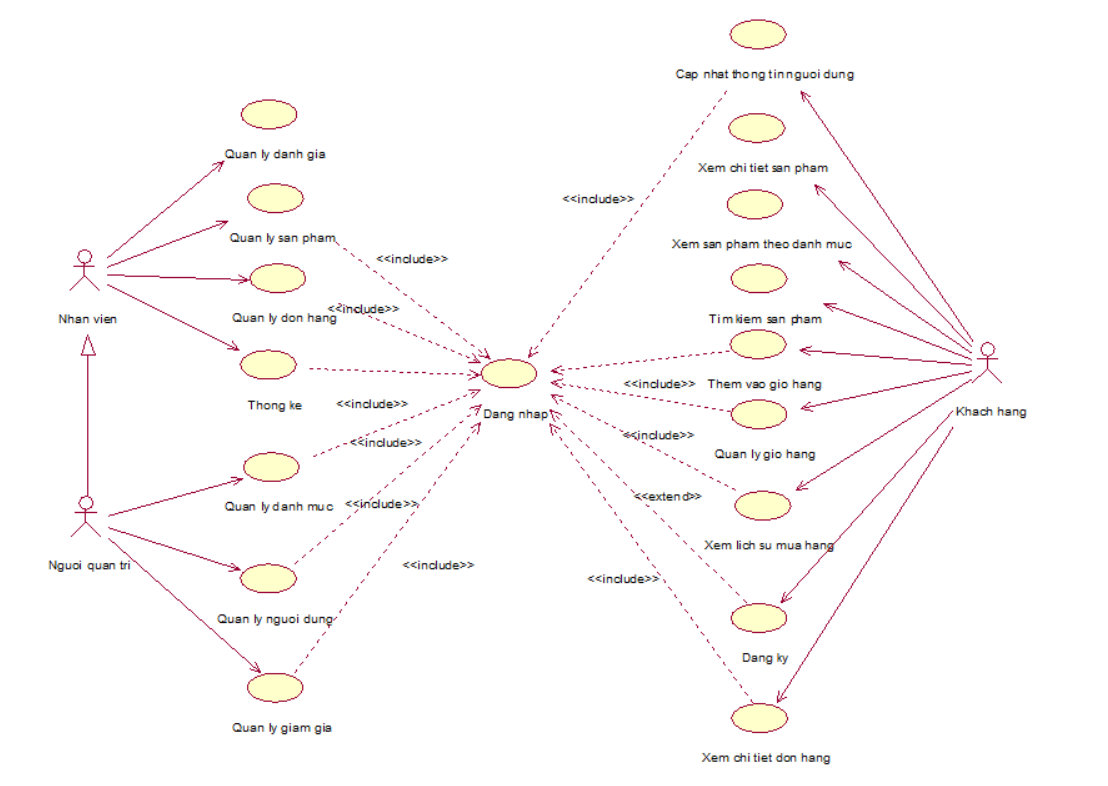 Cap nhat thong tin nguoi dung
Quan ly danh gia
Xem chi tiet san pham
<<include>>
Quan ly san pham
Xem san pham theo danh muc
<<include>>
Nhan vien
Quan ly don hang
<<include>>
Tim kiem san pham
Them vao gio hang
<<include>>
Thong ke
<<include>>
Dang nhap
Khach hang
<<include>>
<<include>>
Quan ly gio hang
Quan ly danh muc
<<include>>
<<extend>>
Xem lich su mua hang
Nguoi quan tri
<<include>>
<<include>>
Quan ly nguoi dung
Dang ky
Quan ly giam gia
Xem chi tiet don hang